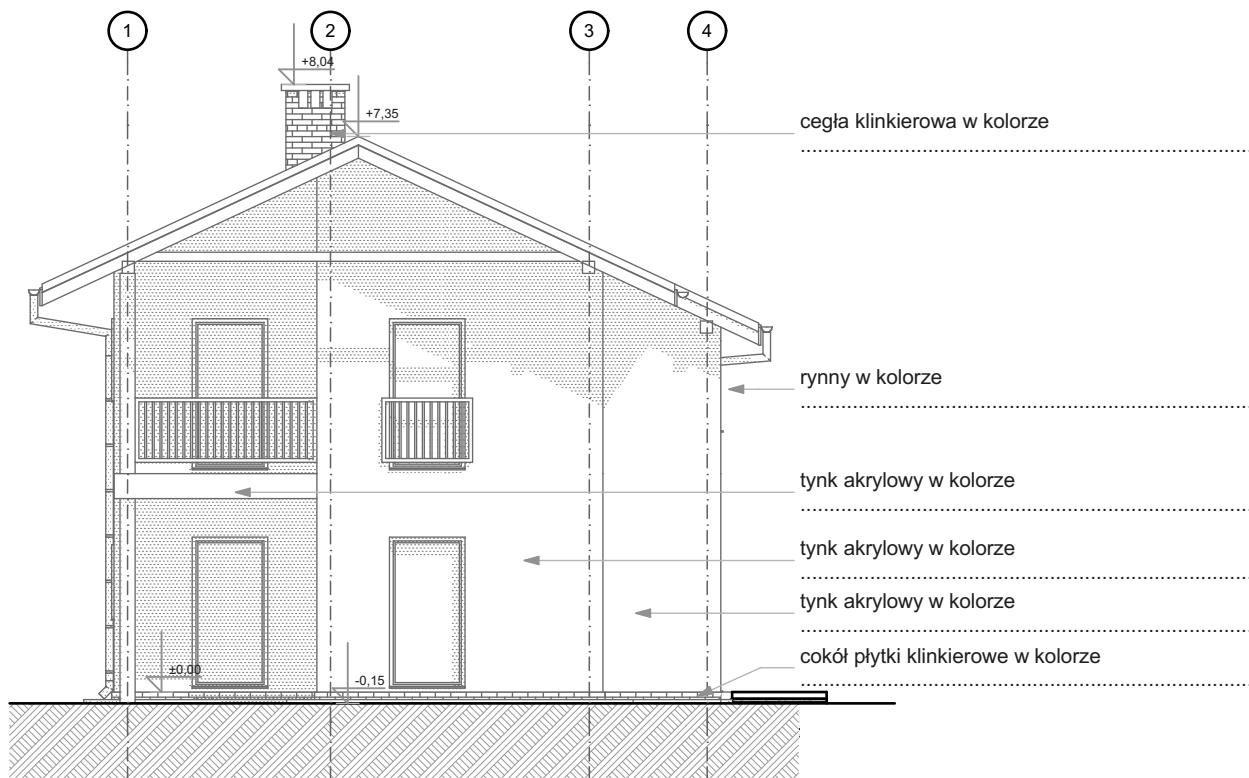 1 2 3 4
+8,04
+7,35
cegła klinkierowa w kolorze
rynny w kolorze
tynk akrylowy w kolorze
tynk akrylowy w kolorze
tynk akrylowy w kolorze
cokół płytki klinkierowe w kolorze
±0.00
-0,15